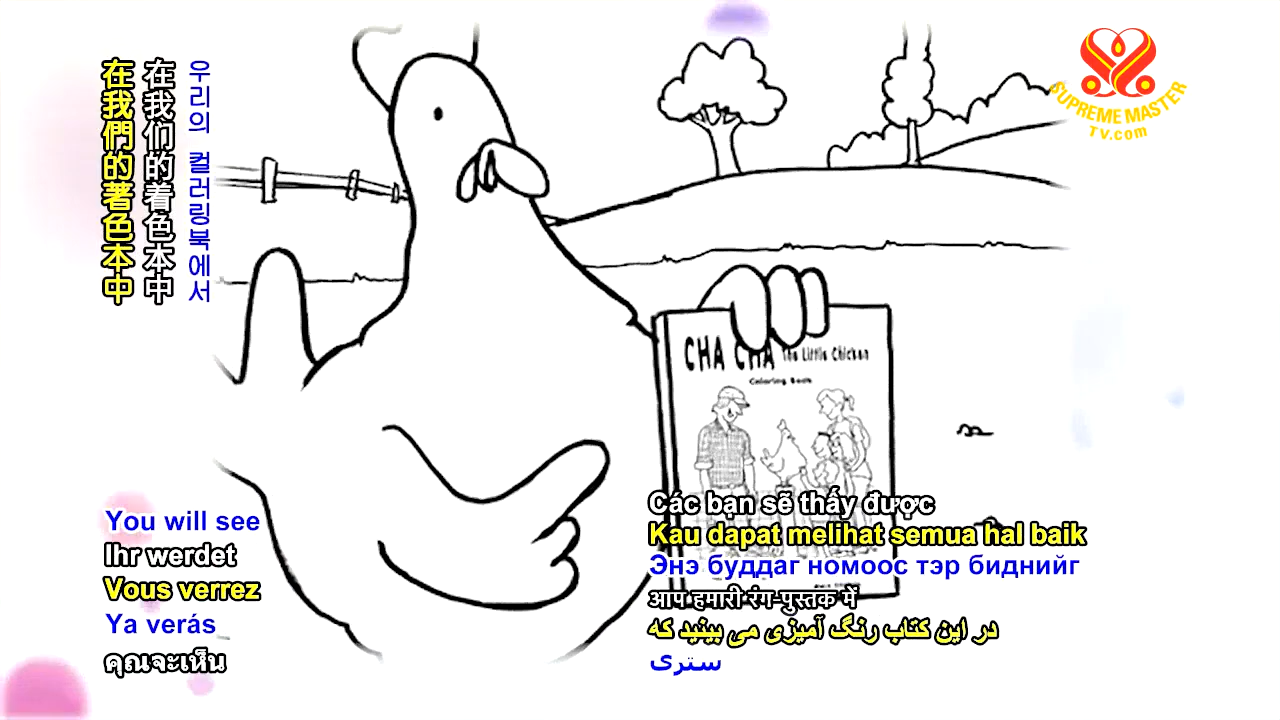 在我們的著色本中
在我们的着色本中
우리의 컬러링북에서
SUPREME MASTER
TV.com
CHA CHA The Little Chicken
Coloring Book
You will see
Ihr werdet
Vous verrez
Ya verás
คุณจะเห็น
Các bạn sẽ thấy được
Kau dapat melihat semua hal baik
Энэ буддаг номоос тэр биднийг
आप हमारी रंग-पुस्तक में
در این کتاب رنگ آمیزی می بینید که
سترى